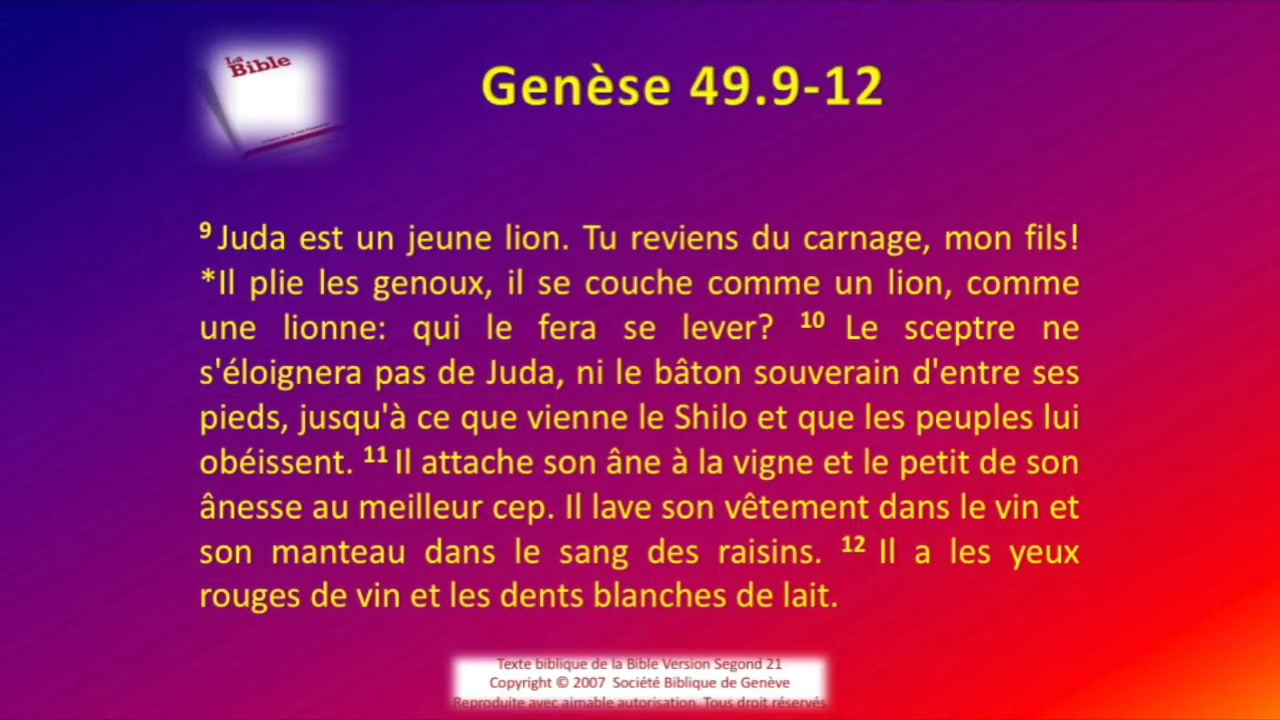 La
Bible
Genèse 49.9-12
9 Juda est un jeune lion. Tu reviens du carnage, mon fils!
*Il plie les genoux, il se couche comme un lion, comme
une lionne: qui le fera se lever? 10 Le sceptre ne
s'éloignera pas de Juda, ni le bâton souverain d'entre ses
pieds, jusqu'à ce que vienne le Shilo et que les peuples lui
obéissent. 11 Il attache son âne à la vigne et le petit de son
ânesse au meilleur cep. Il lave son vêtement dans le vin et
son manteau dans le sang des raisins. 12 Il a les yeux
rouges de vin et les dents blanches de lait.
Texte biblique de la Bible Version Segond 21
Copyright © 2007 Société Biblique de Genève
Reproduite avec aimable autorisation. Tous droit réservés